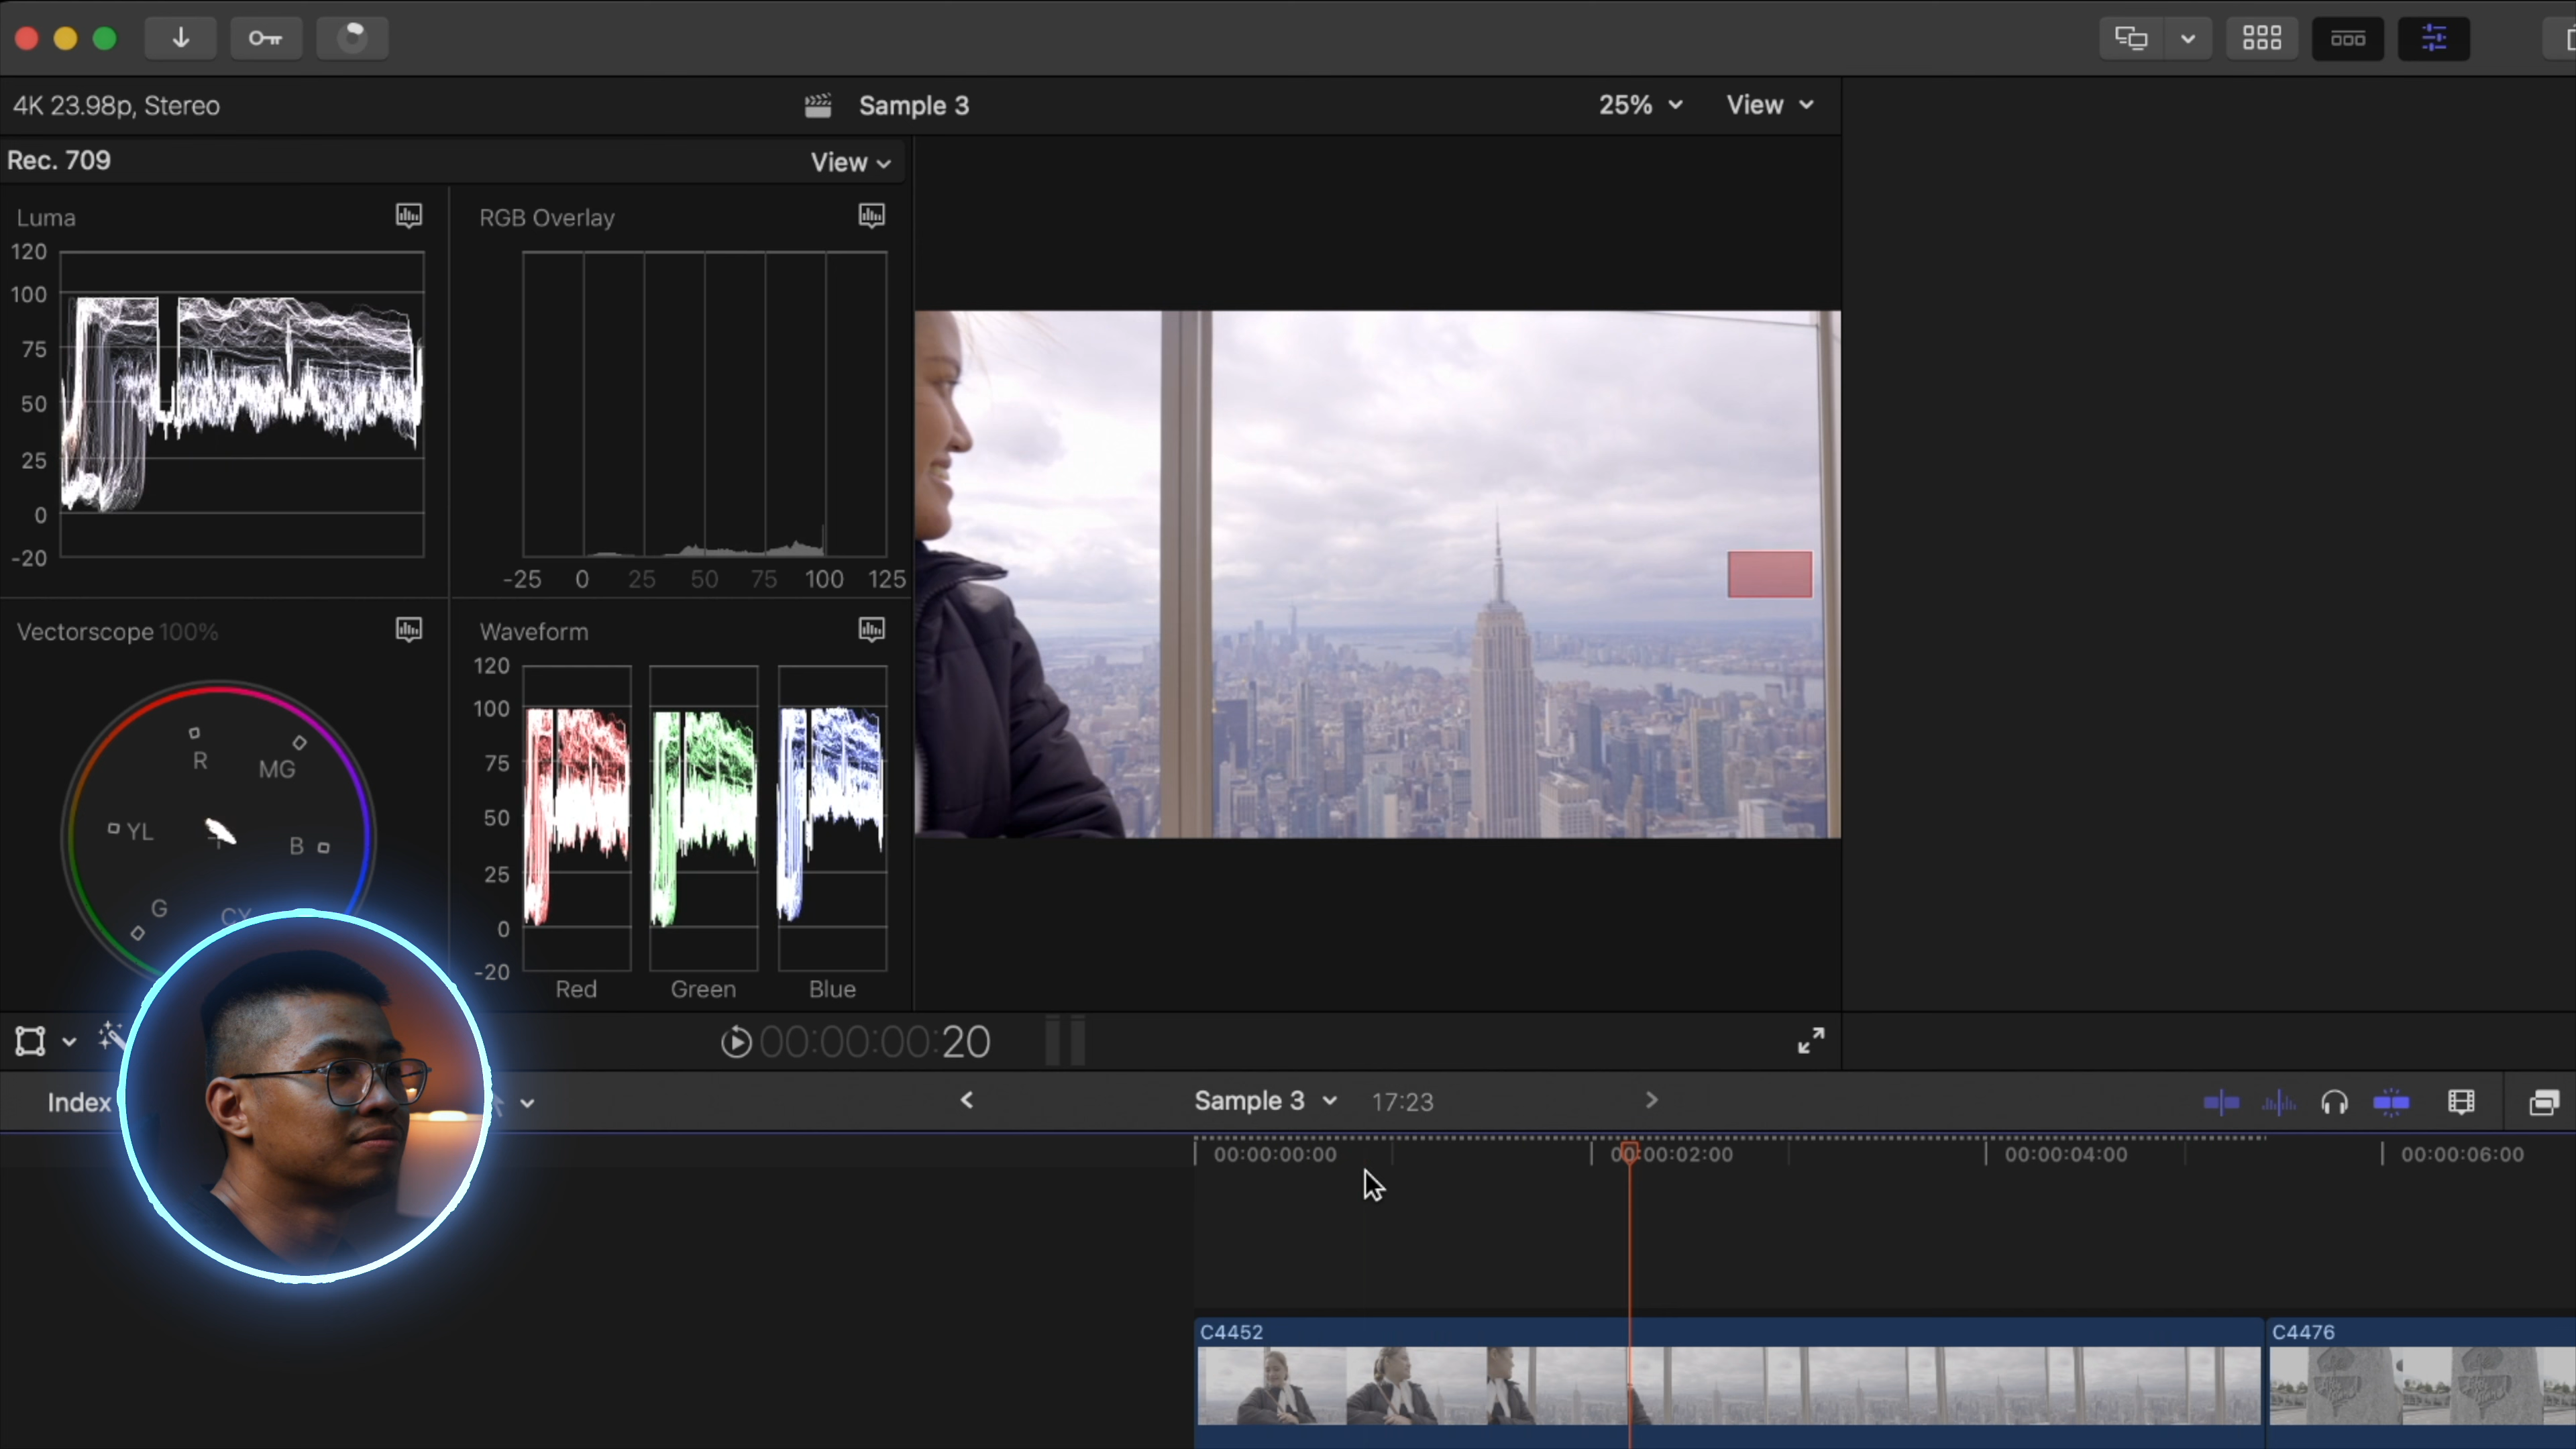 4K 23.98p, Stereo
Sample 3
25%
View
Rec. 709
View
Luma
120
100
75
50
25
0
-20
RGB Overlay
-25 0 25 50 75 100 125
Vectorscope 100%
R
MG
YL
B
G
CY
Waveform
120
100
75
50
25
0
-20
Red Green Blue
00:00:00:20
Index
Sample 3
17:23
00:00:00:00
00:00:02:00
00:00:04:00
00:00:06:00
C4452
C4476